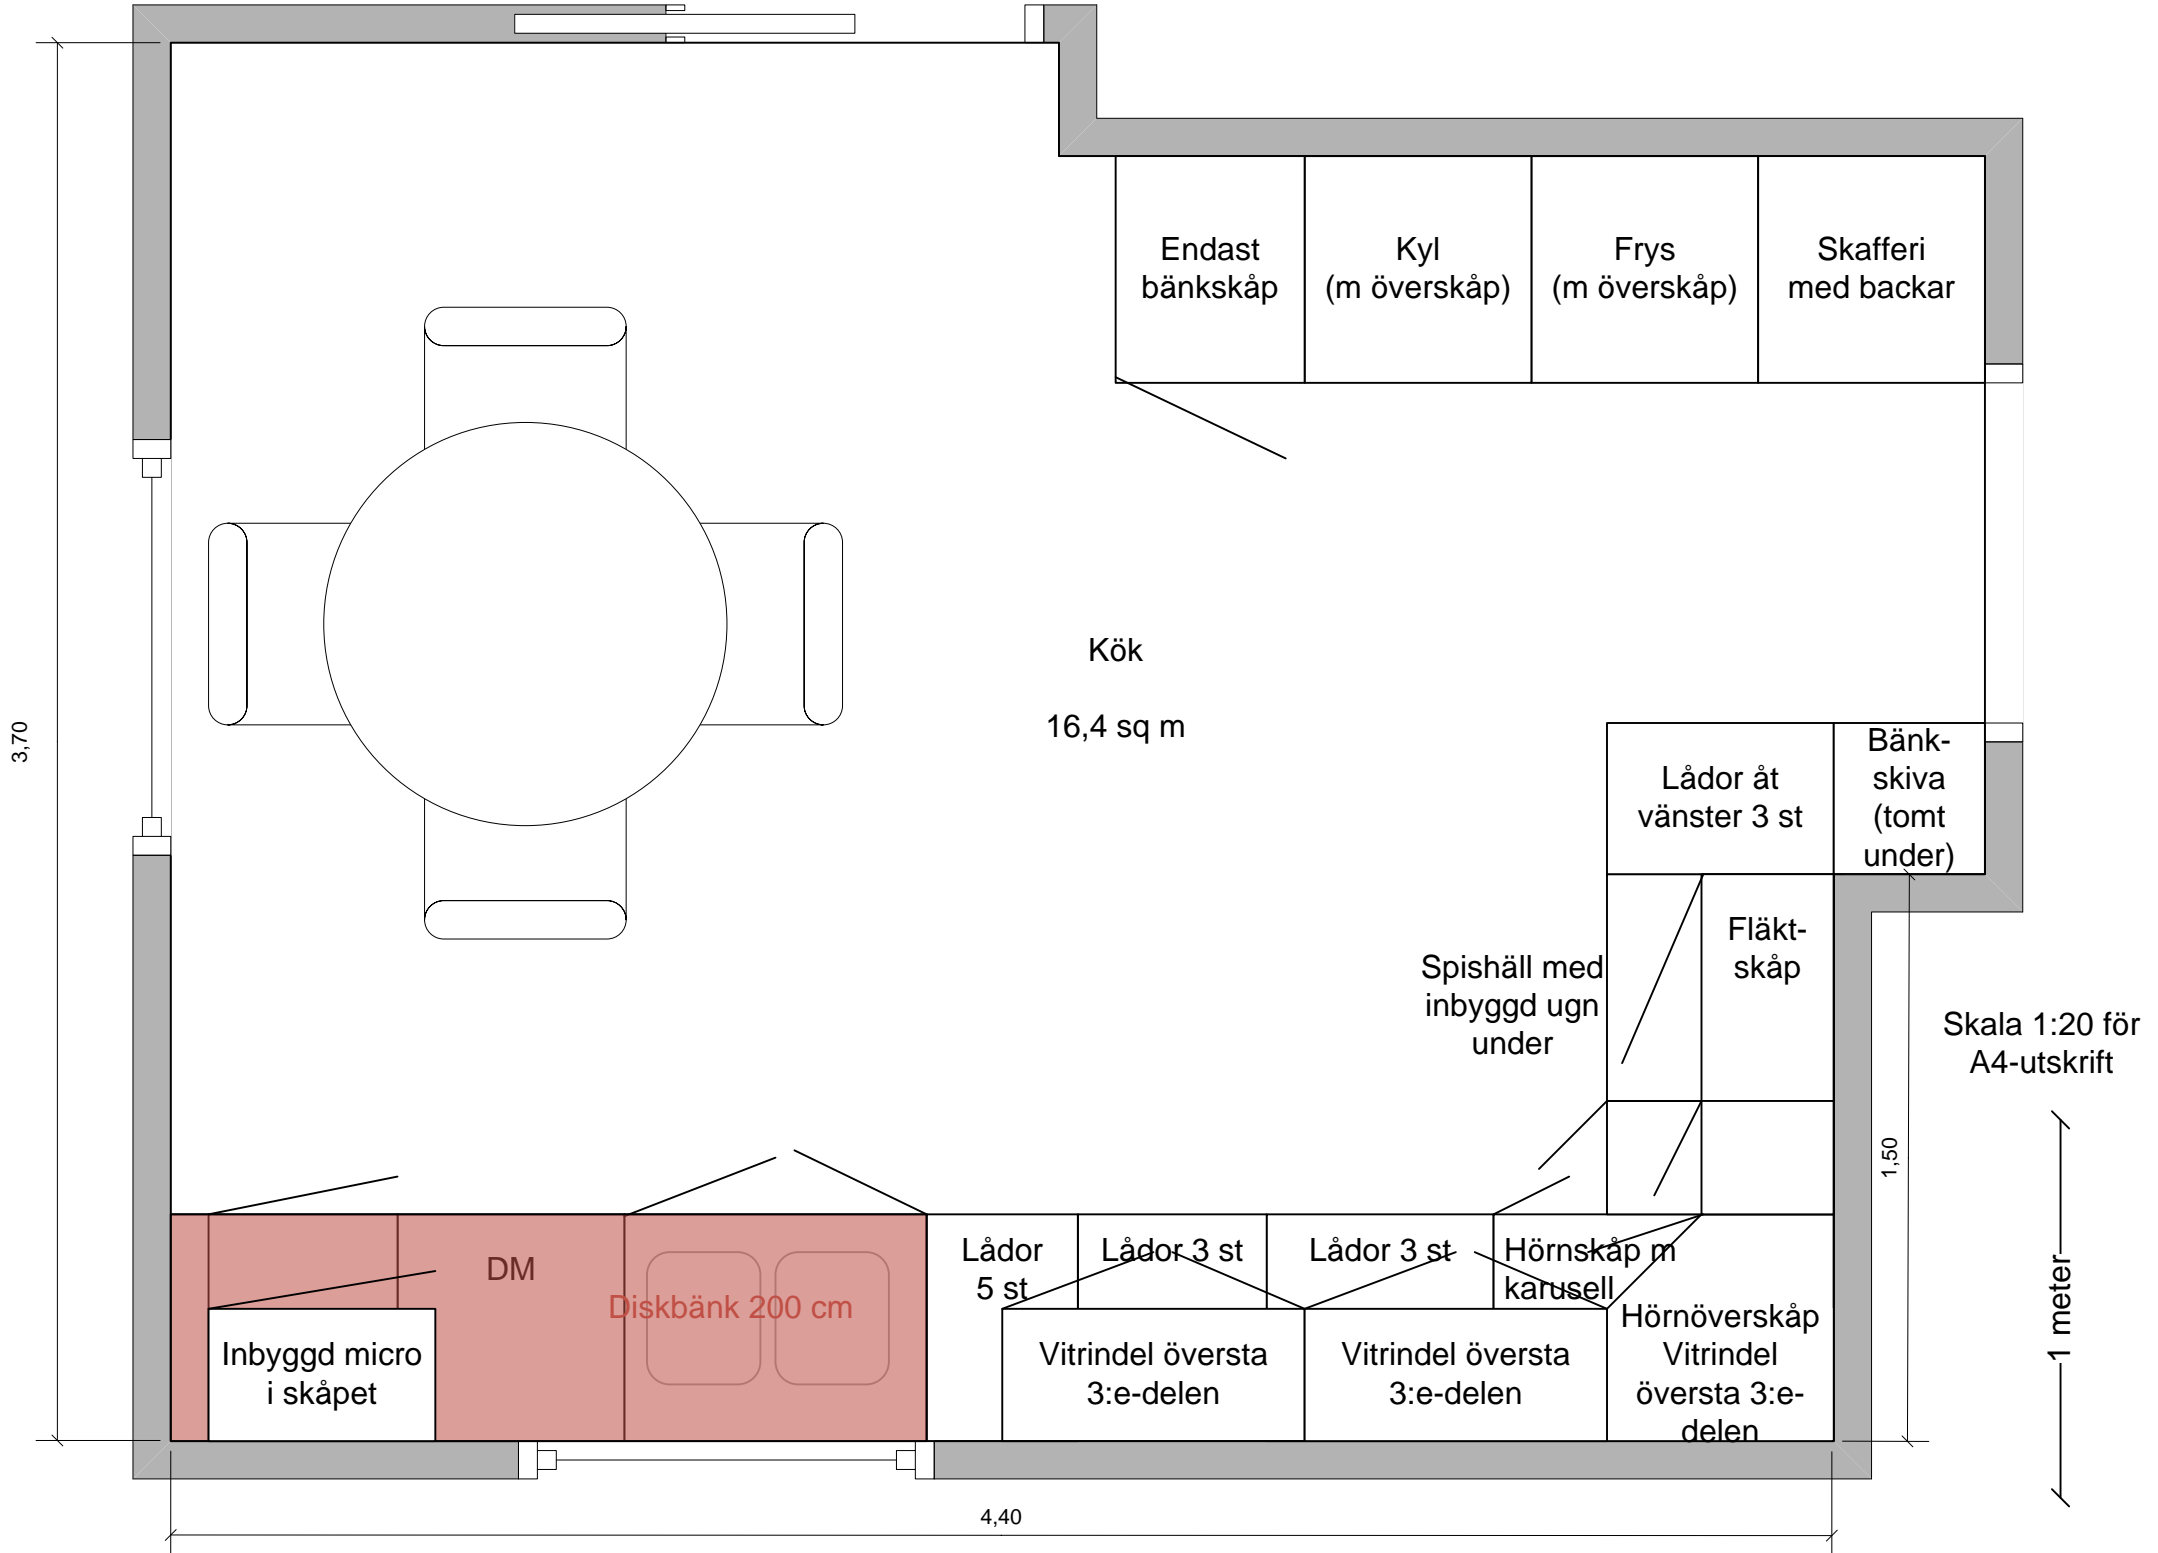 Endast
bänkskåp
Kyl
(m överskåp)
Frys
(m överskåp)
Skafferi
med backar
3,70
Kök
16,4 sq m
Lådor åt
vänster 3 st
Bänk-
skiva
(tomt
under)
Fläkt-
skåp
Spishäll med
inbyggd ugn
under
Skala 1:20 för
A4-utskrift
1,50
1 meter
DM
Diskbänk 200 cm
Inbyggd micro
i skåpet
Lådor
5 st
Lådor 3 st
Lådor 3 st
Hörnskåp m
karusell
Vitrindel översta
3:e-delen
Vitrindel översta
3:e-delen
Hörnöverskåp
Vitrindel
översta 3:e-
delen
4,40